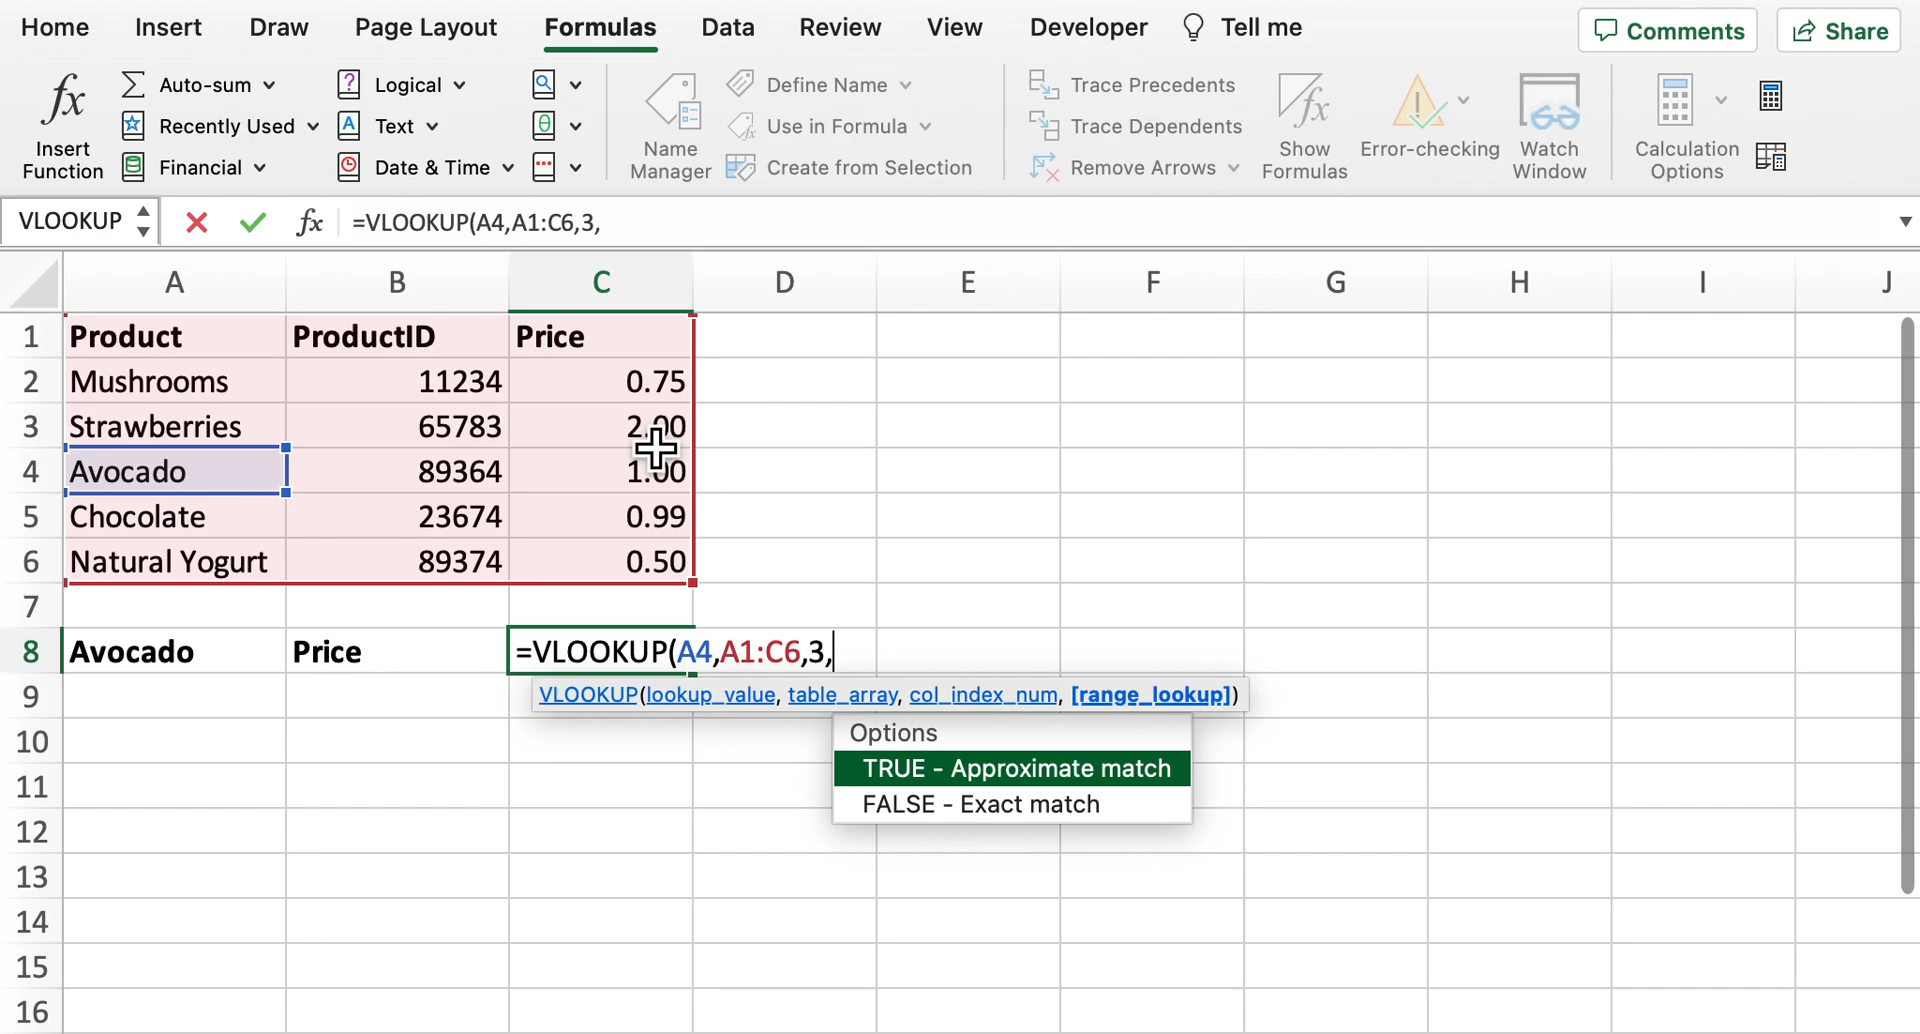 Home Insert Draw Page Layout Formulas Data Review View Developer Tell me Comments Share
Auto-sum Logical Define Name Trace Precedents
Recently Used Text Use in Formula Trace Dependents
Financial Date & Time Create from Selection Remove Arrows
Insert Function
Name Manager
Show Formulas
Error-checking
Watch Window
Calculation Options
VLOOKUP fx =VLOOKUP(A4,A1:C6,3,
A B C D E F G H I J
1 Product ProductID Price
2 Mushrooms 11234 0.75
3 Strawberries 65783 2.00
4 Avocado 89364 1.00
5 Chocolate 23674 0.99
6 Natural Yogurt 89374 0.50
7
8 Avocado Price =VLOOKUP(A4,A1:C6,3,
9 VLOOKUP(lookup_value, table_array, col_index_num, [range_lookup])
10 Options
11 TRUE - Approximate match
FALSE - Exact match
12
13
14
15
16